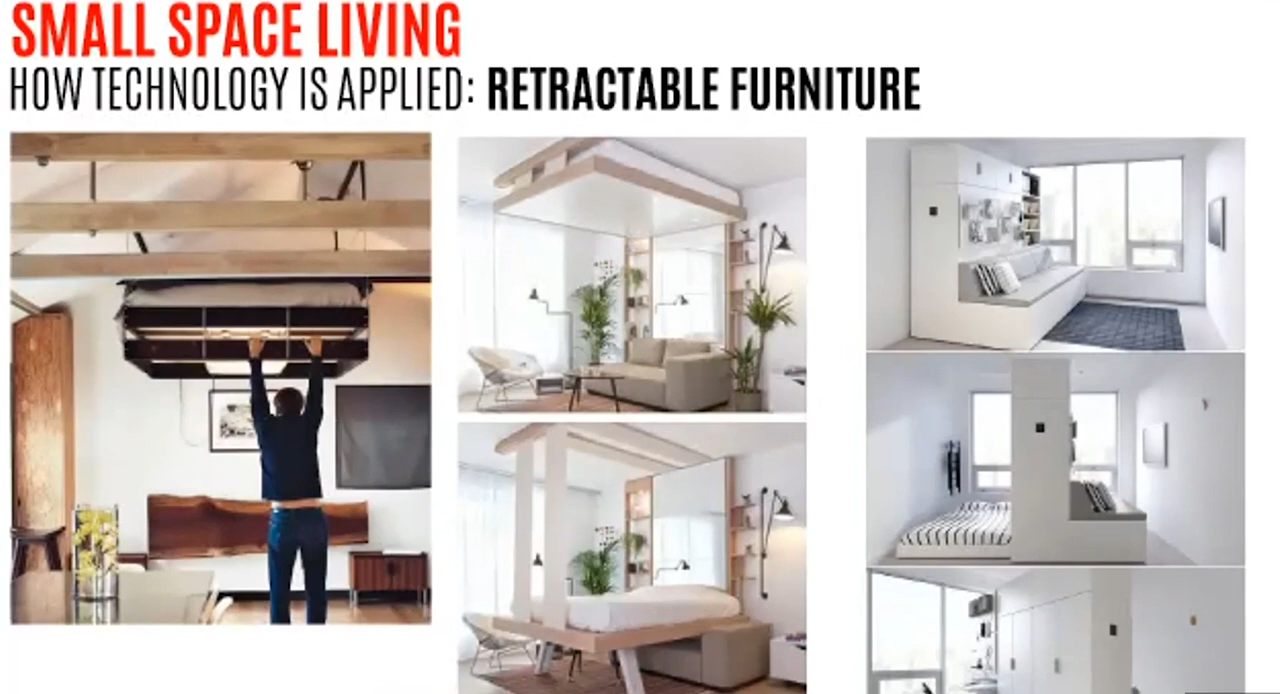 SMALL SPACE LIVING
HOW TECHNOLOGY IS APPLIED: RETRACTABLE FURNITURE